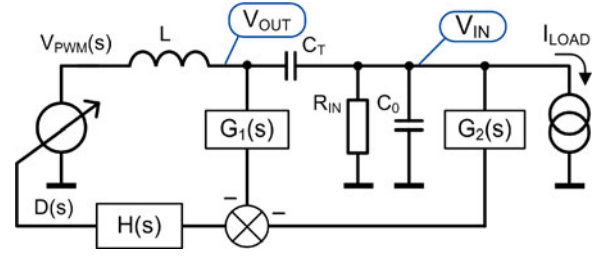 V_PWM(s)
L
V_OUT
C_T
V_IN
I_LOAD
R_IN
C_0
G_1(s)
G_2(s)
D(s)
H(s)
−
−